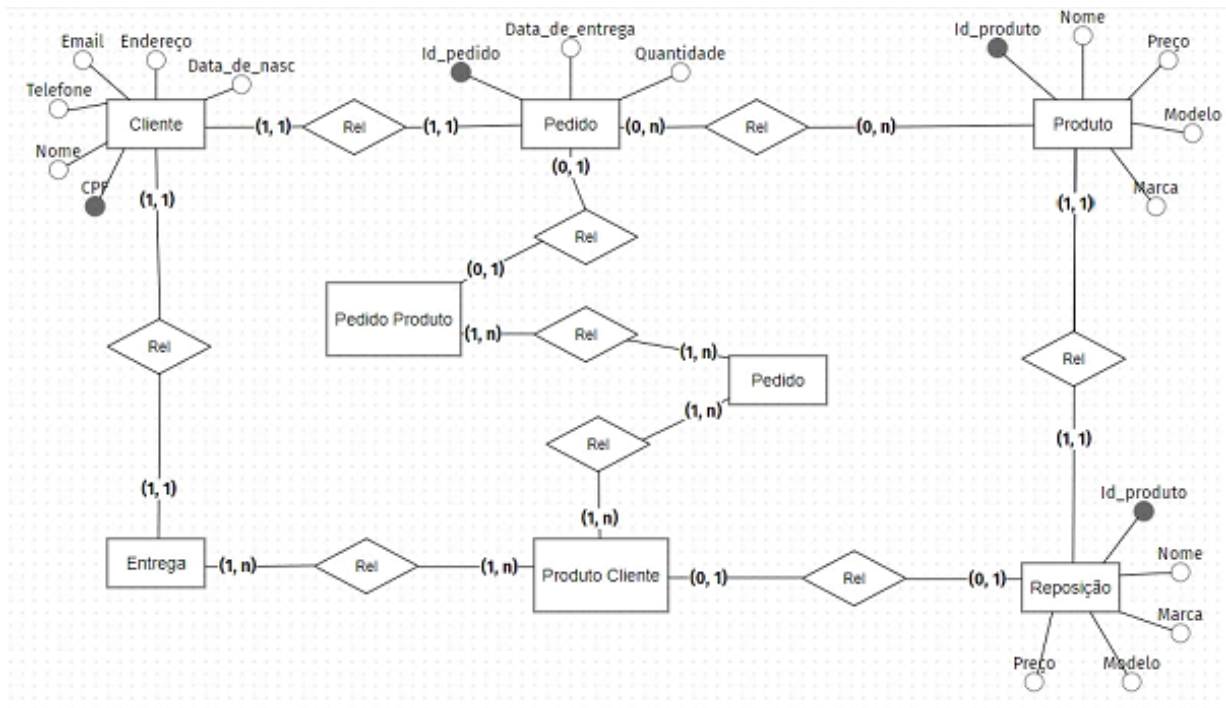 Email
Endereço
Data_de_nasc
Telefone
Nome
CPF
Cliente
(1, 1)
Rel
(1, 1)
Id_pedido
Data_de_entrega
Quantidade
Pedido
(0, n)
Rel
(0, n)
Id_produto
Nome
Preço
Modelo
Marca
Produto
(1, 1)
(0, 1)
(1, 1)
Rel
(0, 1)
Pedido Produto
(1, n)
Rel
(1, n)
Rel
Rel
Pedido
(1, n)
Rel
(1, n)
(1, 1)
(1, 1)
Entrega
(1, n)
Rel
(1, n)
Produto Cliente
(0, 1)
Rel
(0, 1)
Reposição
Id_produto
Nome
Marca
Modelo
Preço